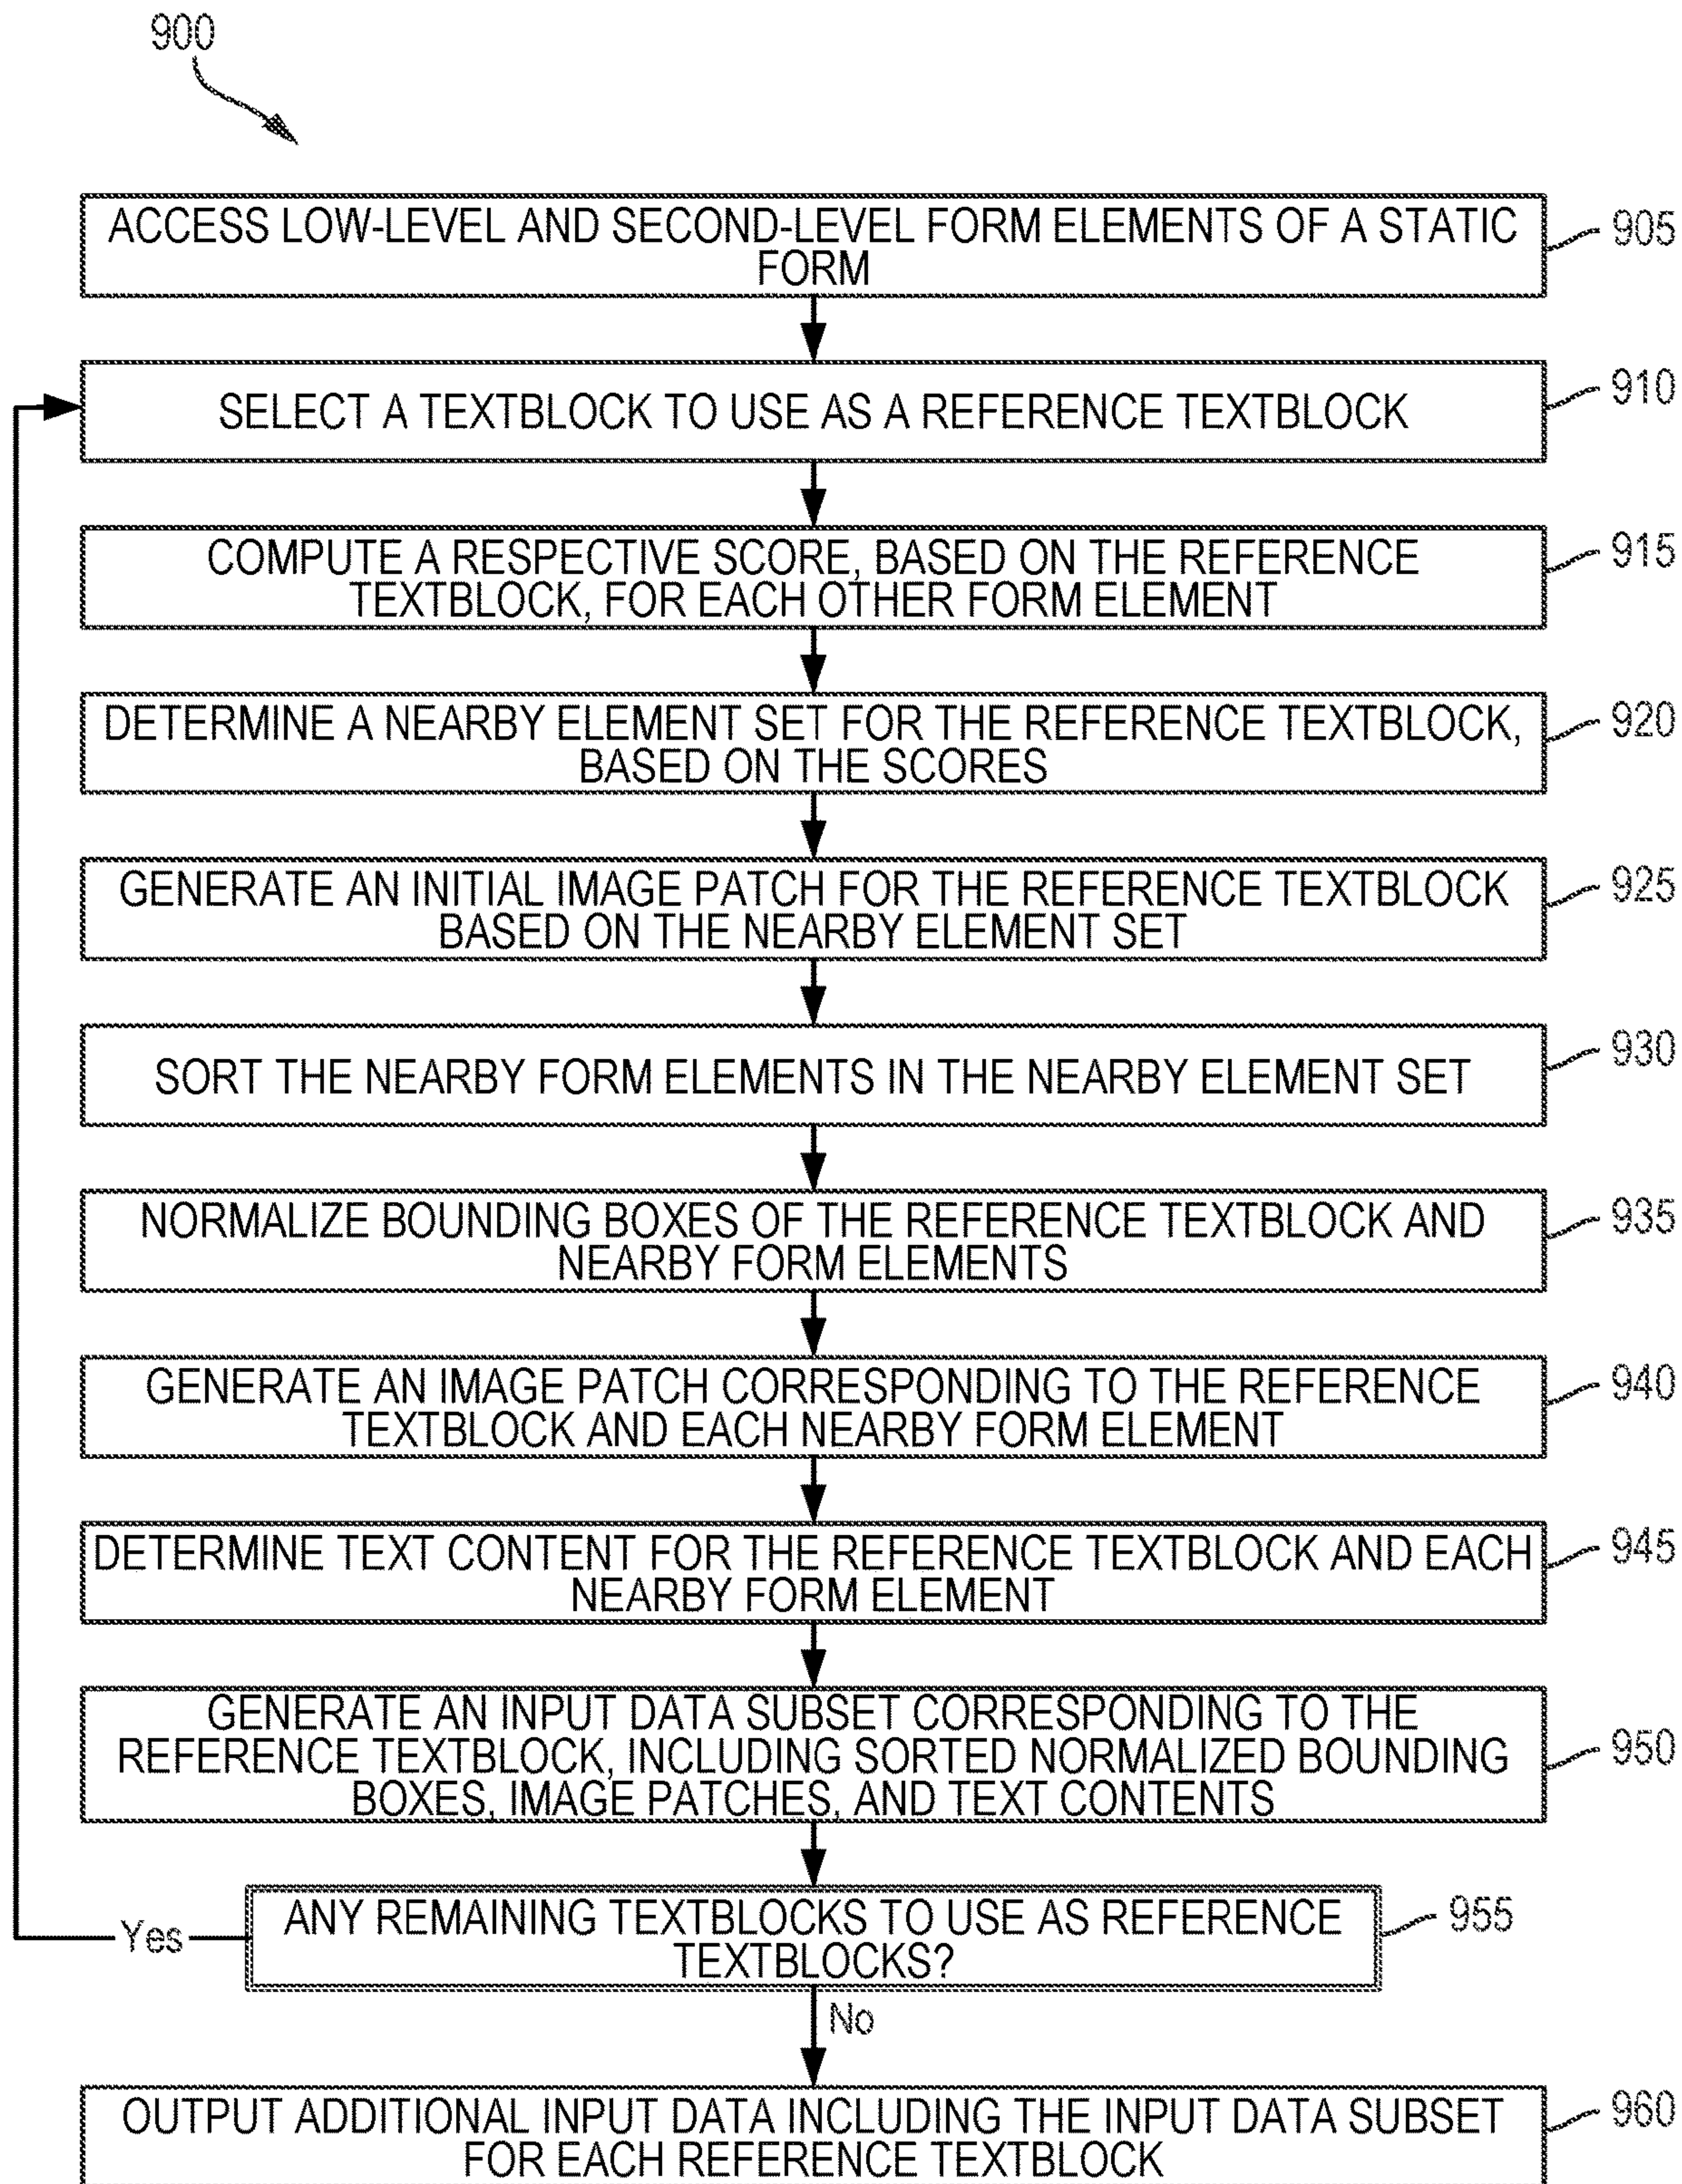 900
ACCESS LOW-LEVEL AND SECOND-LEVEL FORM ELEMENTS OF A STATIC
FORM
905
SELECT A TEXTBLOCK TO USE AS A REFERENCE TEXTBLOCK
910
COMPUTE A RESPECTIVE SCORE, BASED ON THE REFERENCE
TEXTBLOCK, FOR EACH OTHER FORM ELEMENT
915
DETERMINE A NEARBY ELEMENT SET FOR THE REFERENCE TEXTBLOCK,
BASED ON THE SCORES
920
GENERATE AN INITIAL IMAGE PATCH FOR THE REFERENCE TEXTBLOCK
BASED ON THE NEARBY ELEMENT SET
925
SORT THE NEARBY FORM ELEMENTS IN THE NEARBY ELEMENT SET
930
NORMALIZE BOUNDING BOXES OF THE REFERENCE TEXTBLOCK AND
NEARBY FORM ELEMENTS
935
GENERATE AN IMAGE PATCH CORRESPONDING TO THE REFERENCE
TEXTBLOCK AND EACH NEARBY FORM ELEMENT
940
DETERMINE TEXT CONTENT FOR THE REFERENCE TEXTBLOCK AND EACH
NEARBY FORM ELEMENT
945
GENERATE AN INPUT DATA SUBSET CORRESPONDING TO THE
REFERENCE TEXTBLOCK, INCLUDING SORTED NORMALIZED BOUNDING
BOXES, IMAGE PATCHES, AND TEXT CONTENTS
950
ANY REMAINING TEXTBLOCKS TO USE AS REFERENCE
TEXTBLOCKS?
955
Yes
No
OUTPUT ADDITIONAL INPUT DATA INCLUDING THE INPUT DATA SUBSET
FOR EACH REFERENCE TEXTBLOCK
960